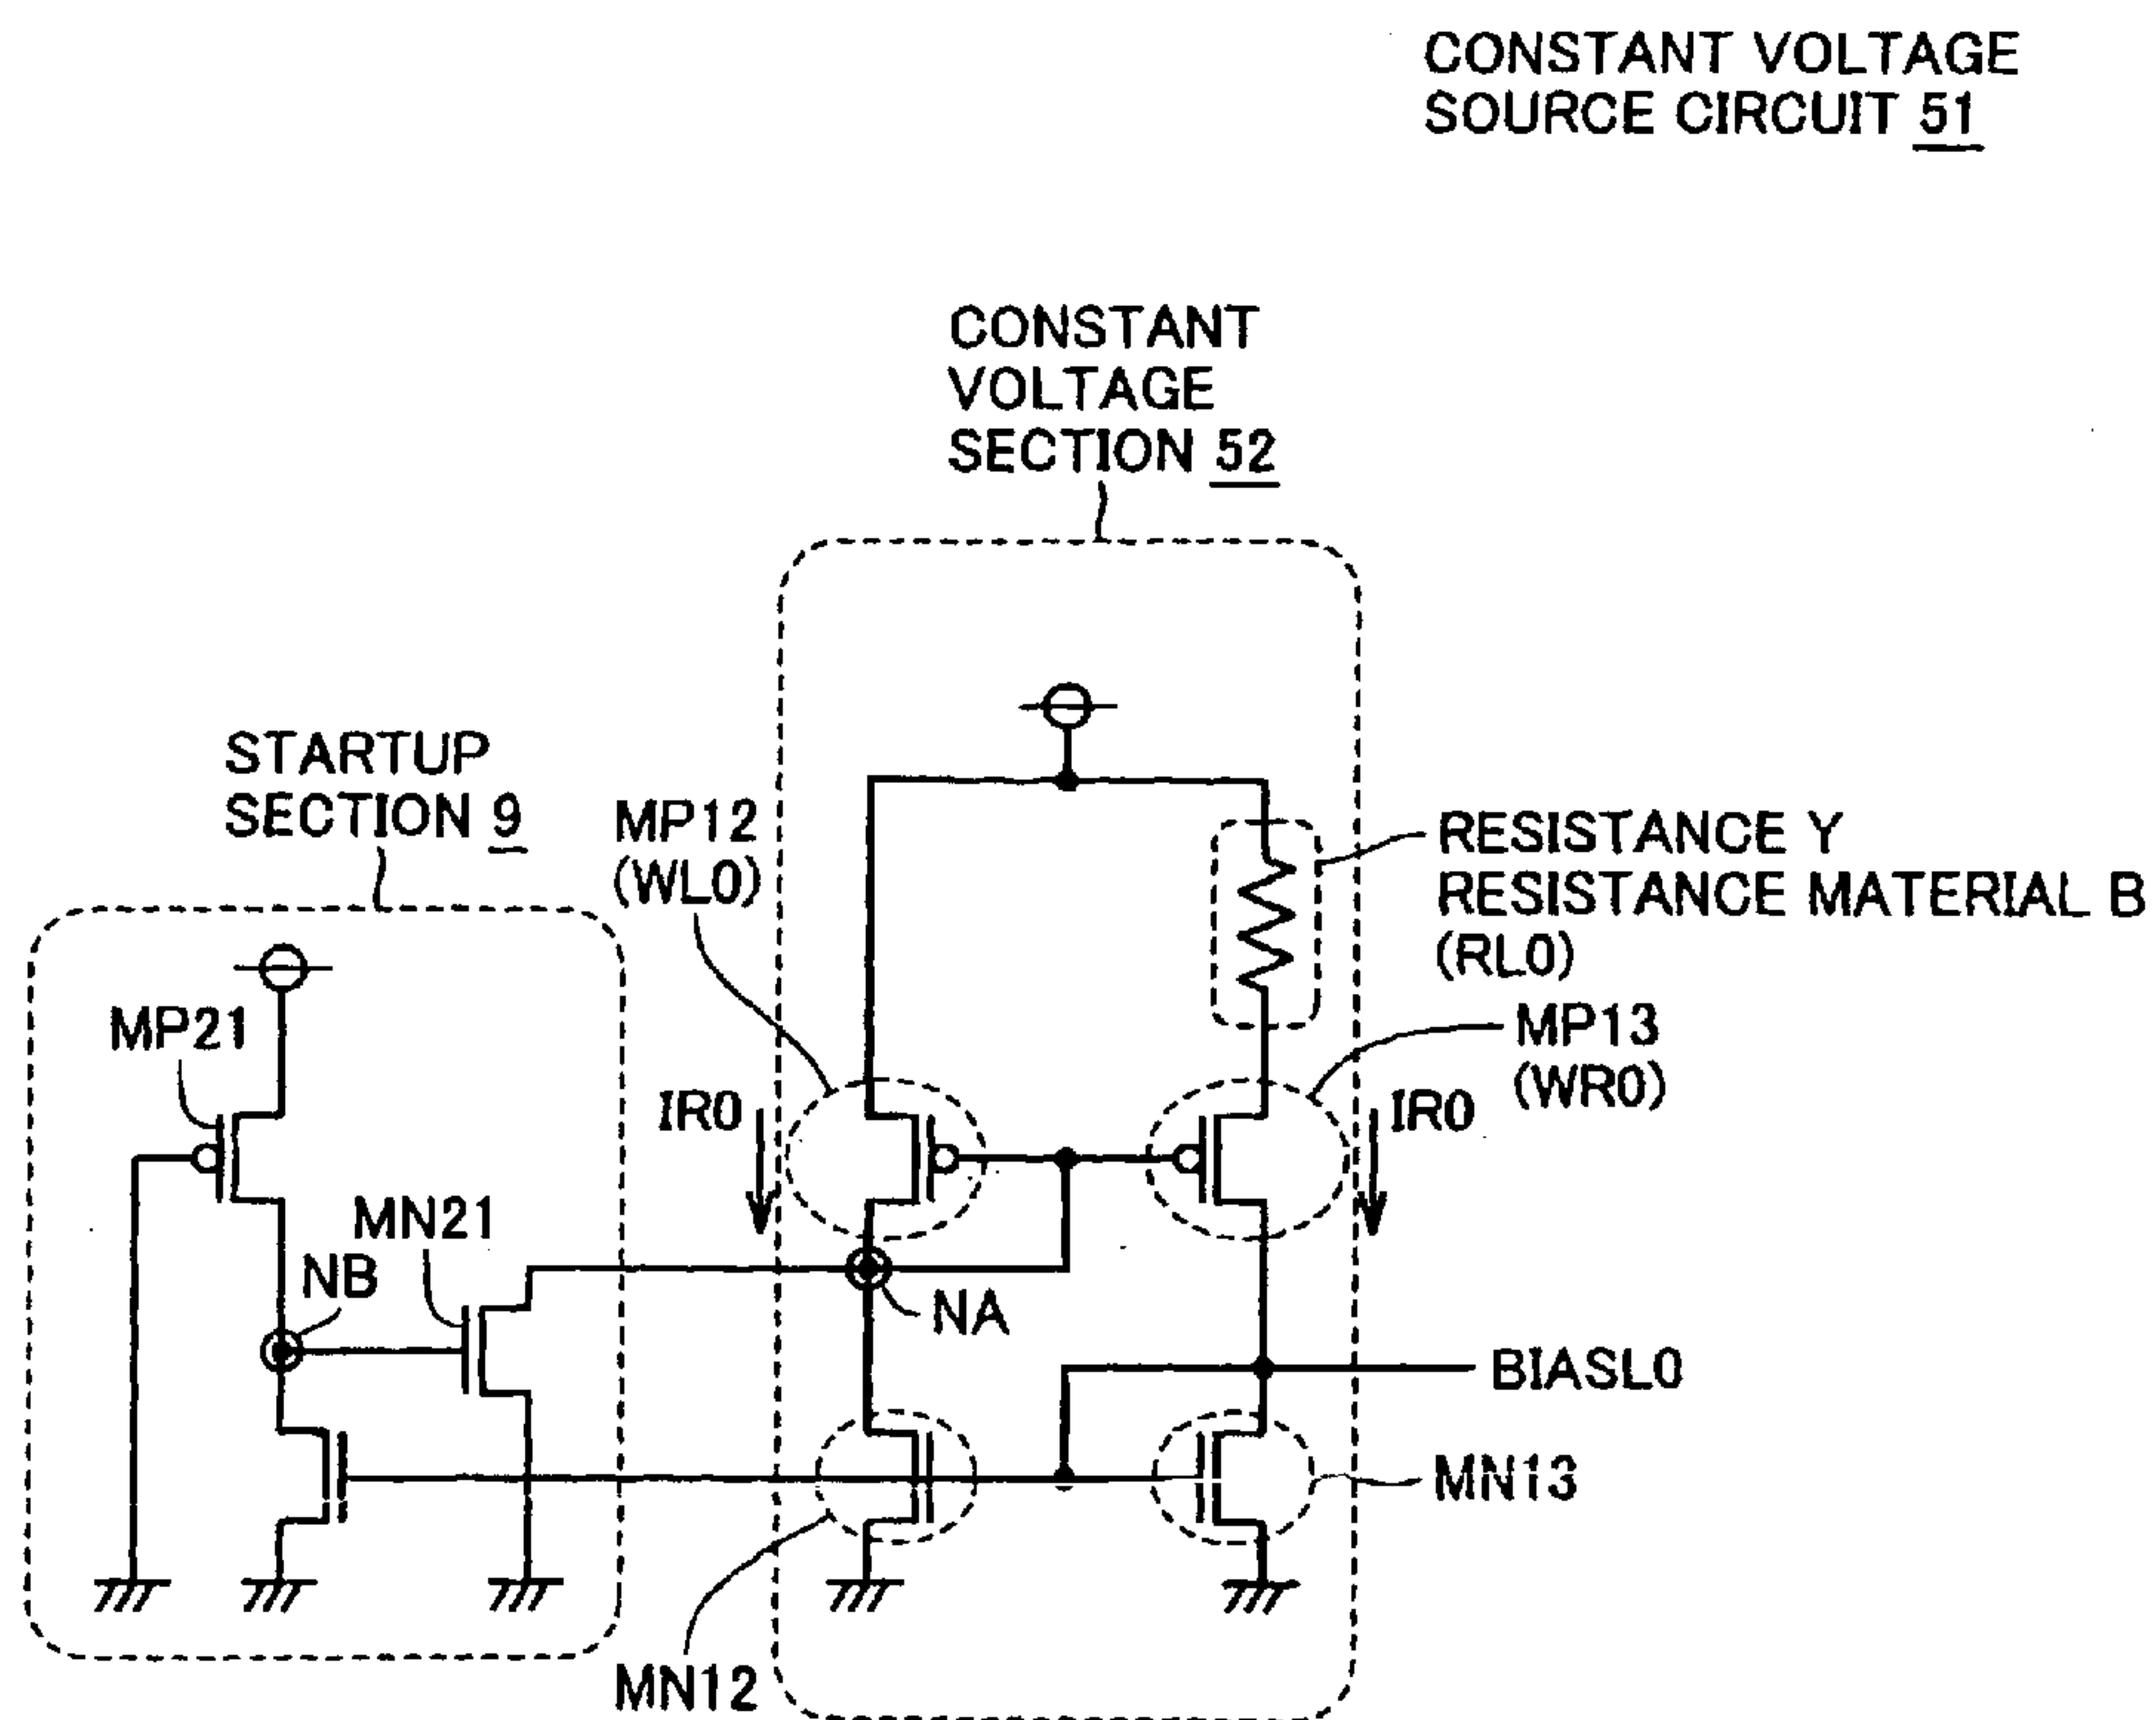 CONSTANT VOLTAGE
SOURCE CIRCUIT 51
CONSTANT
VOLTAGE
SECTION 52
STARTUP
SECTION 9
MP12
(WL0)
RESISTANCE Y
RESISTANCE MATERIAL B
(RL0)
MP13
(WR0)
MP21
IR0
IR0
MN21
NB
NA
BIASL0
MN13
MN12